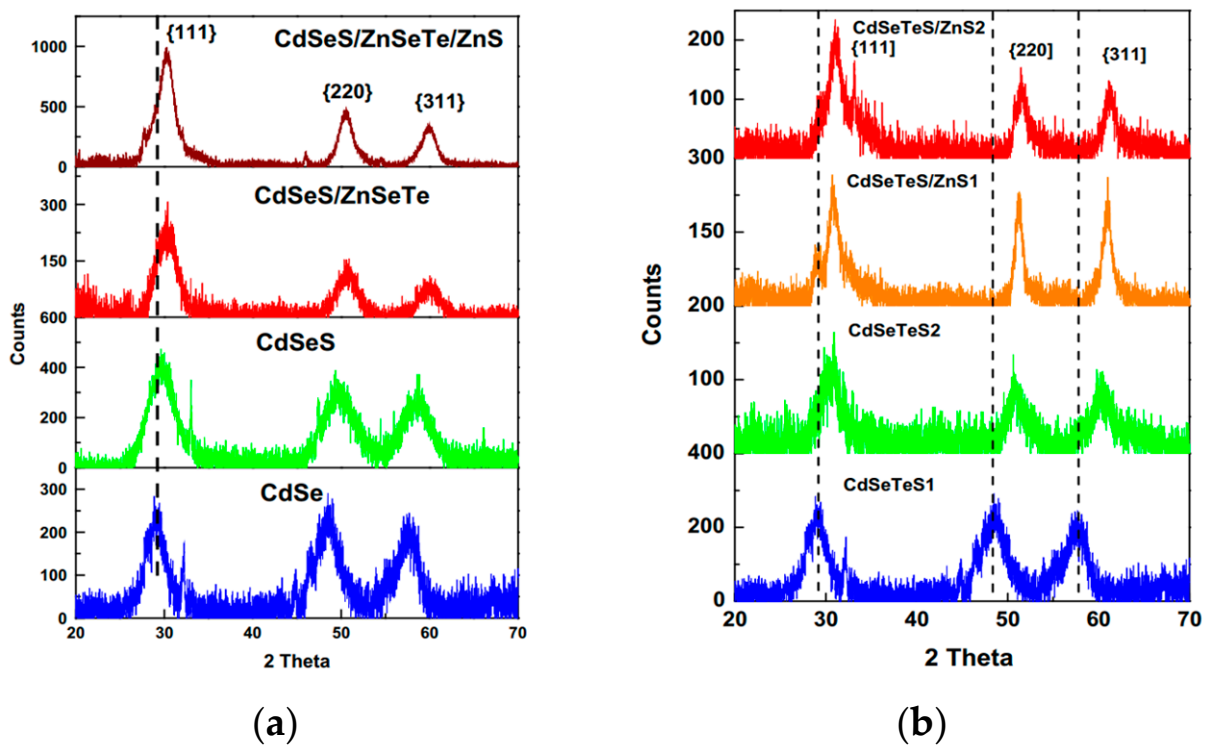 CdSeS/ZnSeTe/ZnS
{111}
{220}
{311}
1000
500
0
CdSeS/ZnSeTe
300
150
600
CdSeS
400
200
0
CdSe
300
200
100
0
20 30 40 50 60 70
Counts
2 Theta
(a)
CdSeTeS/ZnS2
{111]
{220]
{311]
200
100
300
CdSeTeS/ZnS1
150
200
CdSeTeS2
100
400
CdSeTeS1
200
0
20 30 40 50 60 70
Counts
2 Theta
(b)